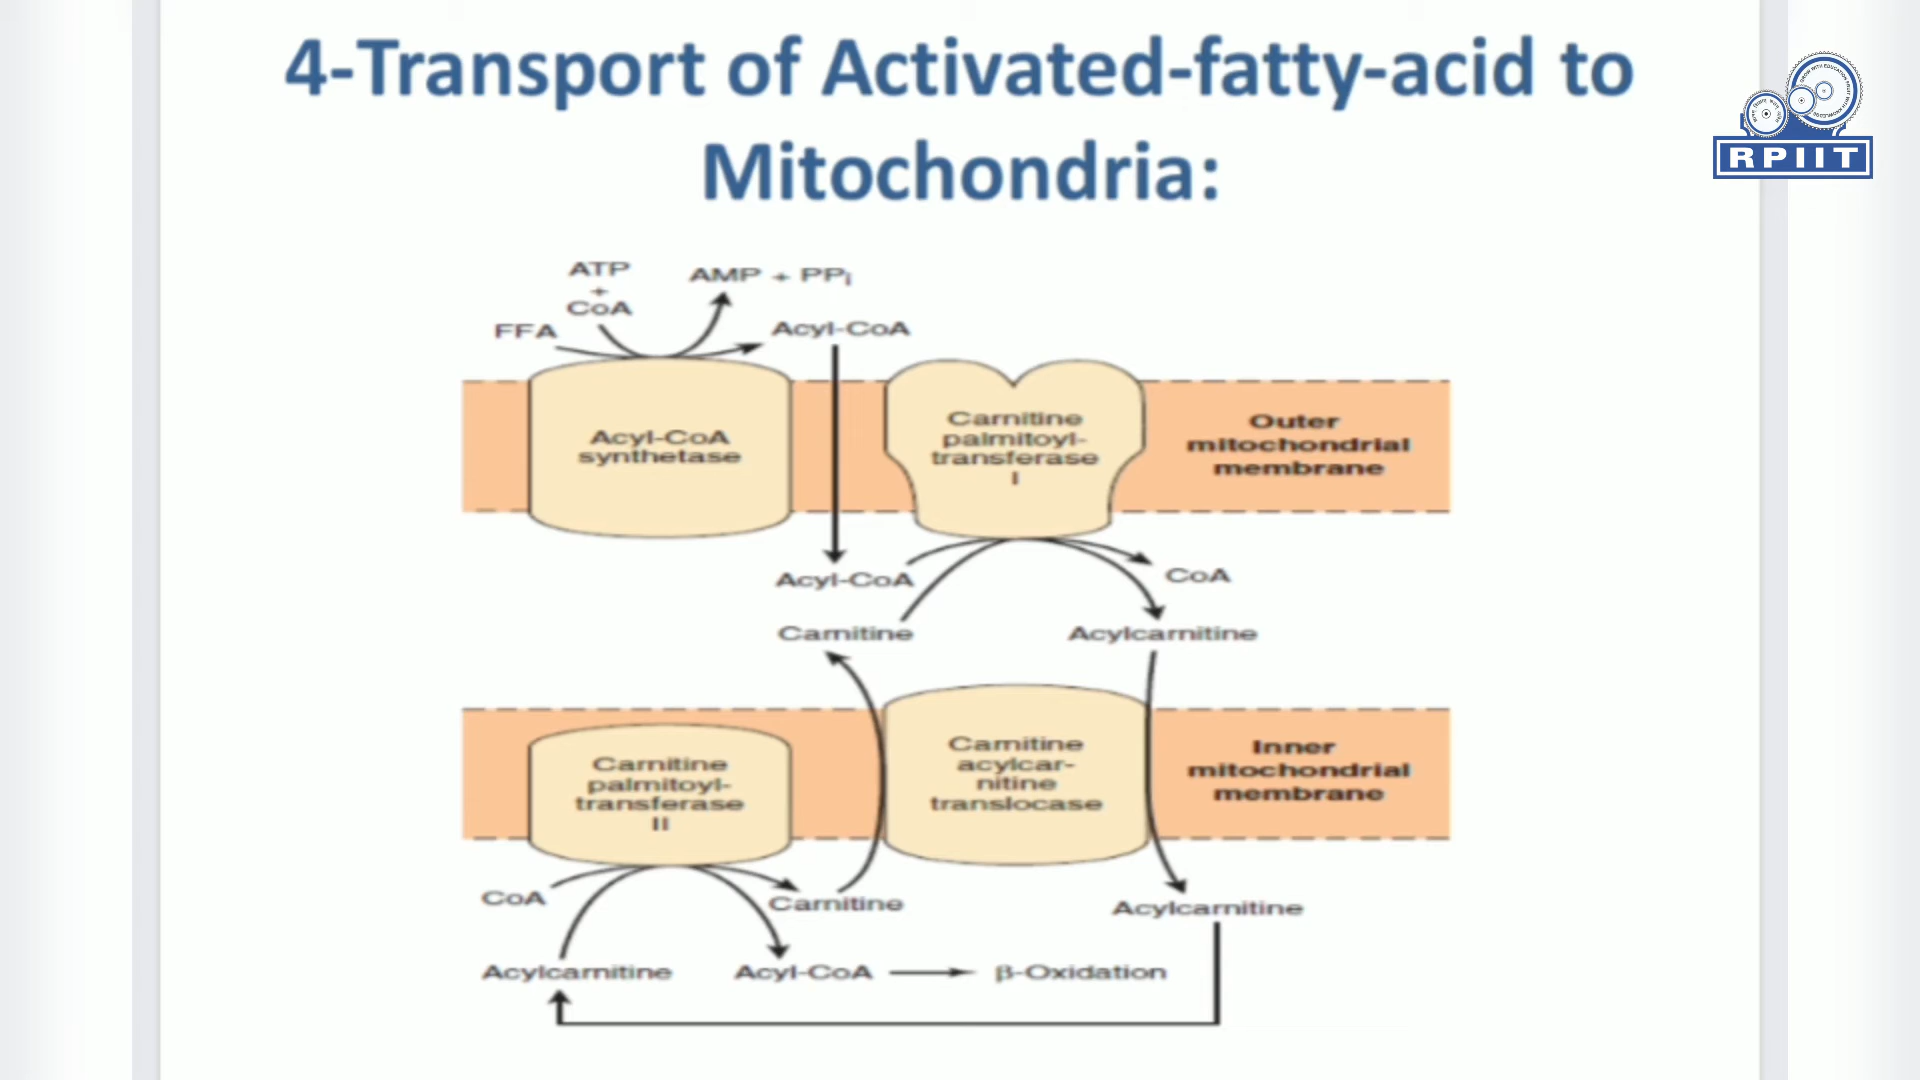 4-Transport of Activated-fatty-acid to
Mitochondria:
RPIIT
ATP
+
CoA
AMP + PPi
FFA
Acyl-CoA
Acyl-CoA
synthetase
Carnitine
palmitoyl-
transferase
I
Outer
mitochondrial
membrane
Acyl-CoA
CoA
Carnitine
Acylcarnitine
Carnitine
palmitoyl-
transferase
II
Carnitine
acylcar-
nitine
translocase
Inner
mitochondrial
membrane
CoA
Carnitine
Acylcarnitine
Acylcarnitine
Acyl-CoA
β-Oxidation